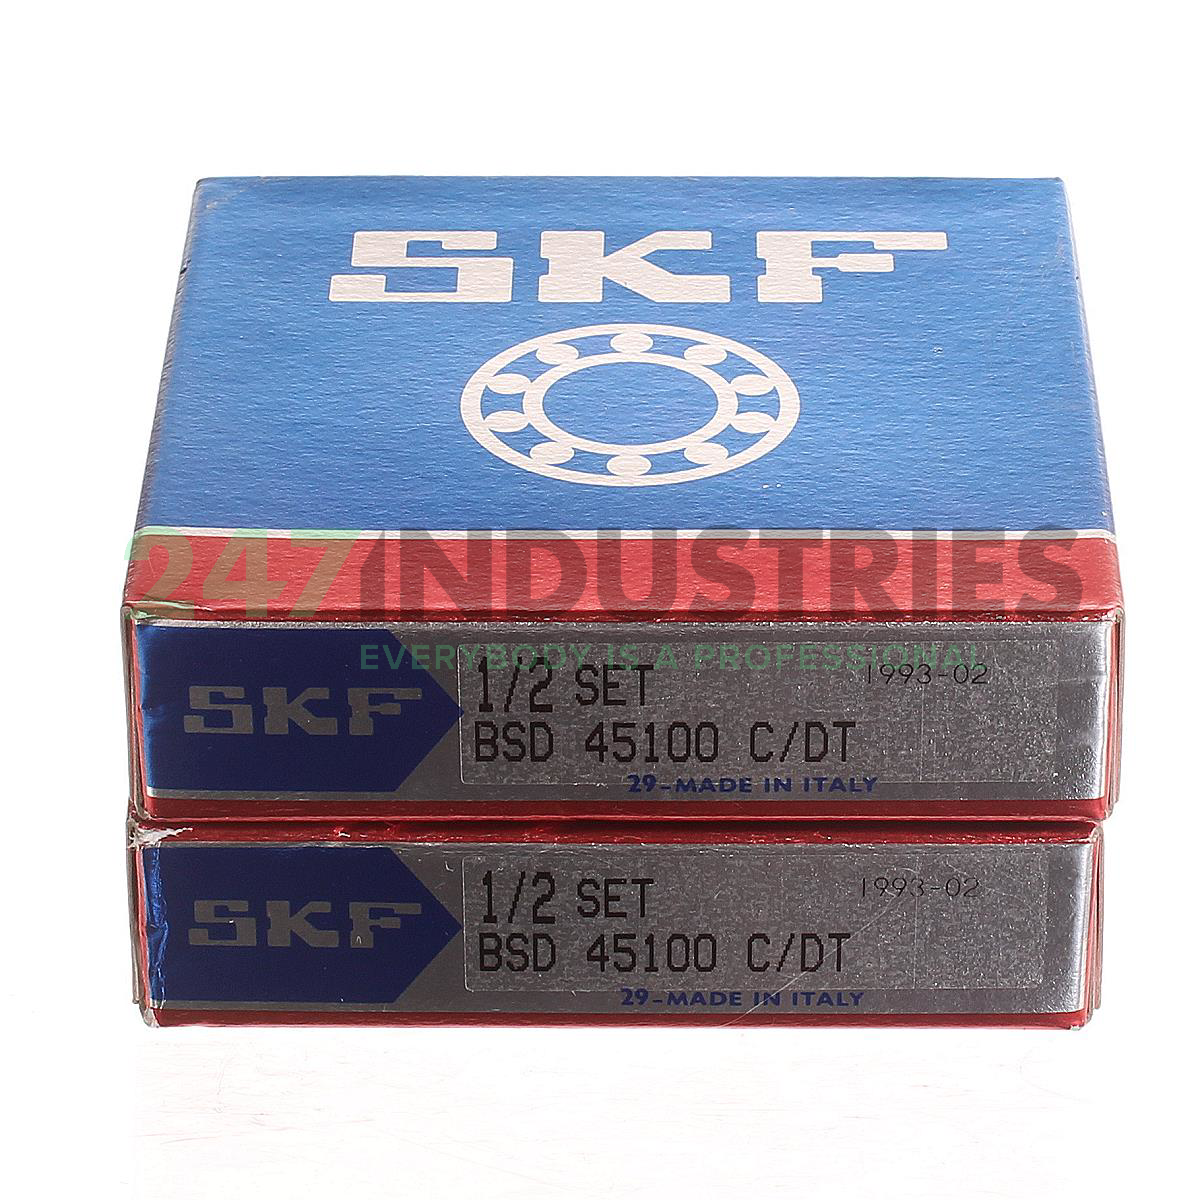 SKF
247INDUSTRIES
EVERYBODY IS A PROFESSIONAL
SKF
1/2 SET
1993-02
BSD 45100 C/DT
29-MADE IN ITALY
SKF
1/2 SET
1993-02
BSD 45100 C/DT
29-MADE IN ITALY